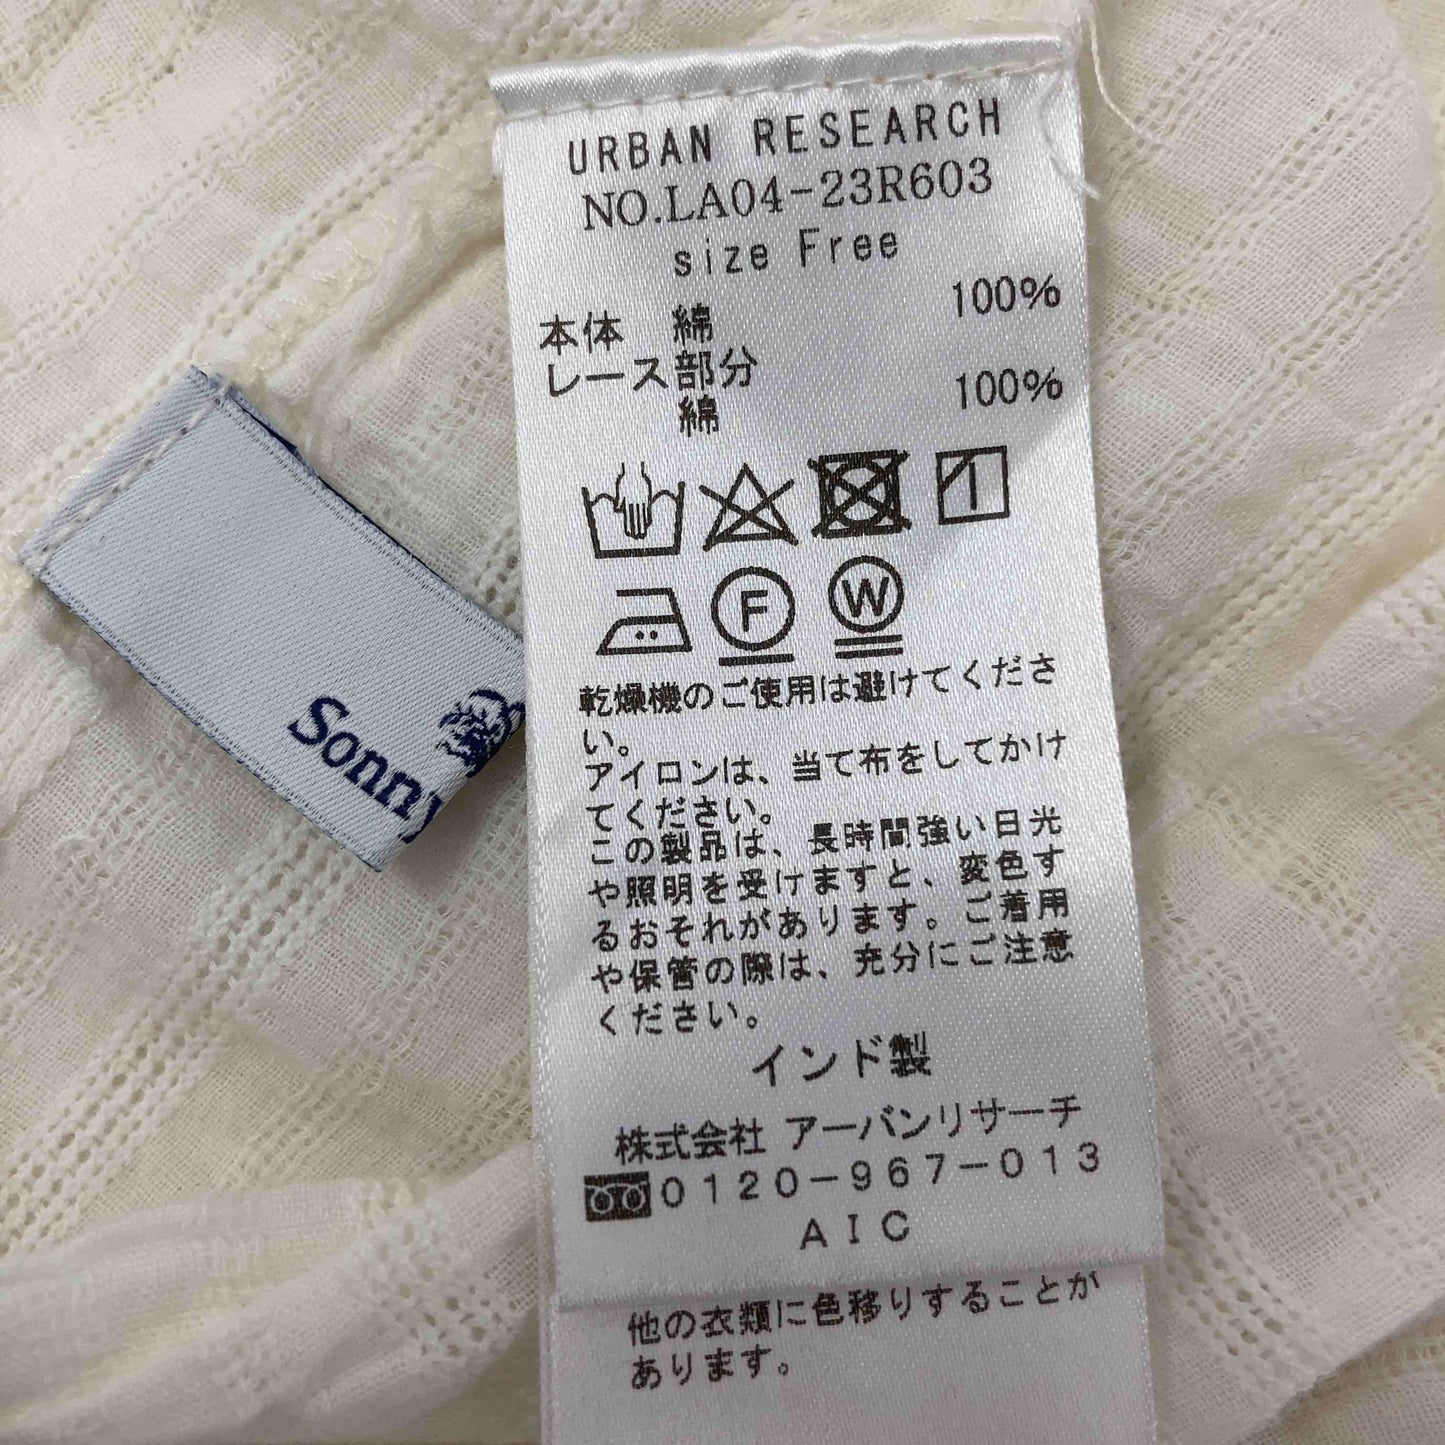 URBAN RESEARCH
NO.LA04-23R603
size Free
本体 綿 100%
レース部分
綿 100%
F W
乾燥機のご使用は避けてくださ
い。
アイロンは、当て布をしてかけ
てください。
この製品は、長時間強い日光
や照明を受けますと、変色す
るおそれがあります。ご着用
や保管の際は、充分にご注意
ください。
インド製
株式会社 アーバンリサーチ
0120-967-013
AIC
他の衣類に色移りすることが
あります。
Sonny